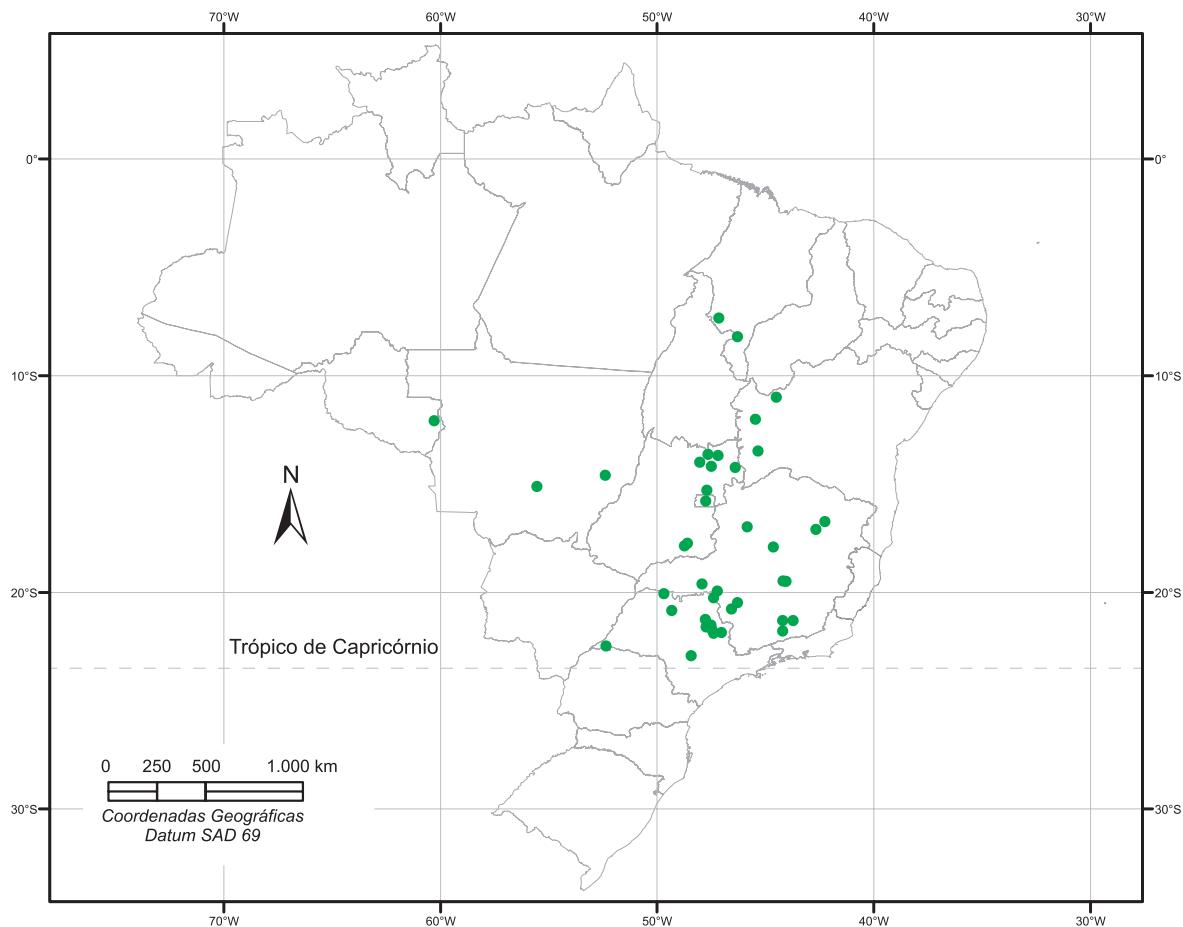 70°W 60°W 50°W 40°W 30°W
0° 0°
10°S 10°S
N
20°S 20°S
Trópico de Capricórnio
0 250 500 1.000 km
30°S 30°S
Coordenadas Geográficas
Datum SAD 69
70°W 60°W 50°W 40°W 30°W